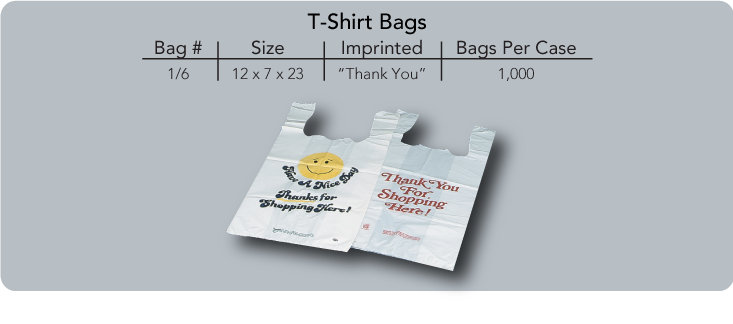 T-Shirt Bags
Bag # Size Imprinted Bags Per Case
1/6 12 x 7 x 23 “Thank You” 1,000
Have A Nice Day
Thanks for
Shopping Here!
Thank You
For
Shopping
Here!